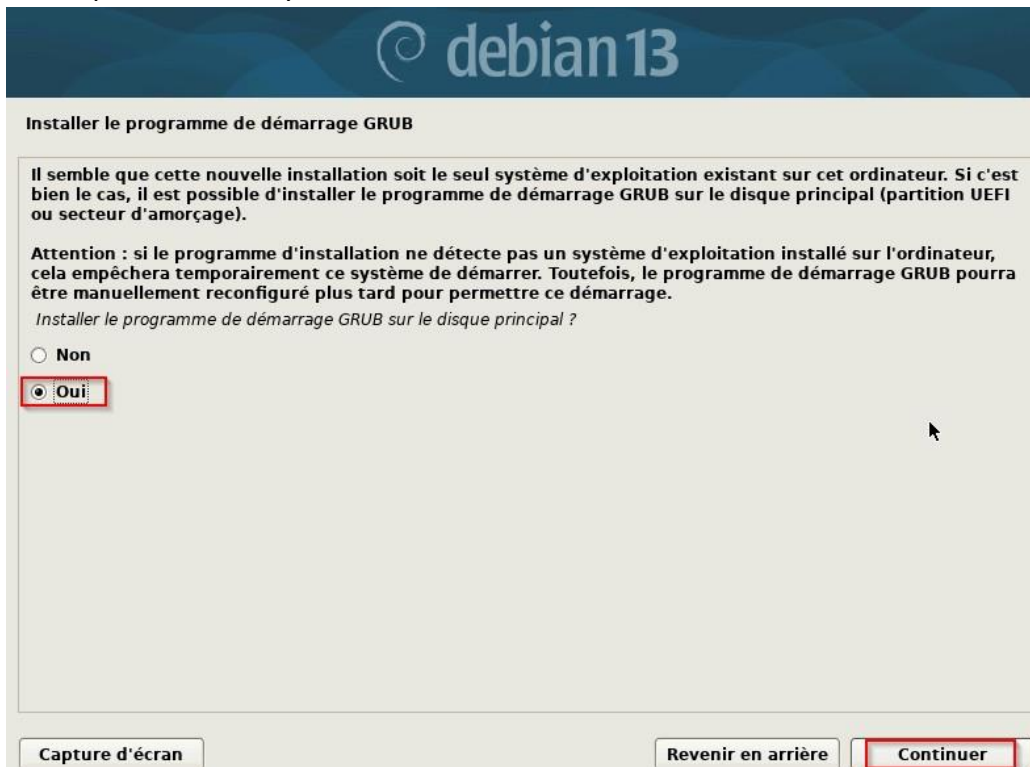 debian 13
Installer le programme de démarrage GRUB
Il semble que cette nouvelle installation soit le seul système d'exploitation existant sur cet ordinateur. Si c'est
bien le cas, il est possible d'installer le programme de démarrage GRUB sur le disque principal (partition UEFI
ou secteur d'amorçage).
Attention : si le programme d'installation ne détecte pas un système d'exploitation installé sur l'ordinateur,
cela empêchera temporairement ce système de démarrer. Toutefois, le programme de démarrage GRUB pourra
être manuellement reconfiguré plus tard pour permettre ce démarrage.
Installer le programme de démarrage GRUB sur le disque principal ?
Non
Oui
Capture d'écran
Revenir en arrière
Continuer